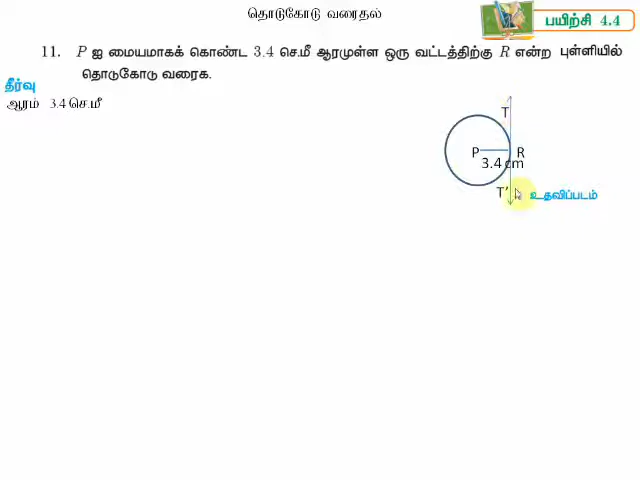 தொடுகோடு வரைதல்
பயிற்சி 4.4
11. P ஐ மையமாகக் கொண்ட 3.4 செ.மீ ஆரமுள்ள ஒரு வட்டத்திற்கு R என்ற புள்ளியில்
தொடுகோடு வரைக.
தீர்வு
ஆரம் 3.4 செ.மீ
T
P R
3.4 cm
T' உதவிப்படம்